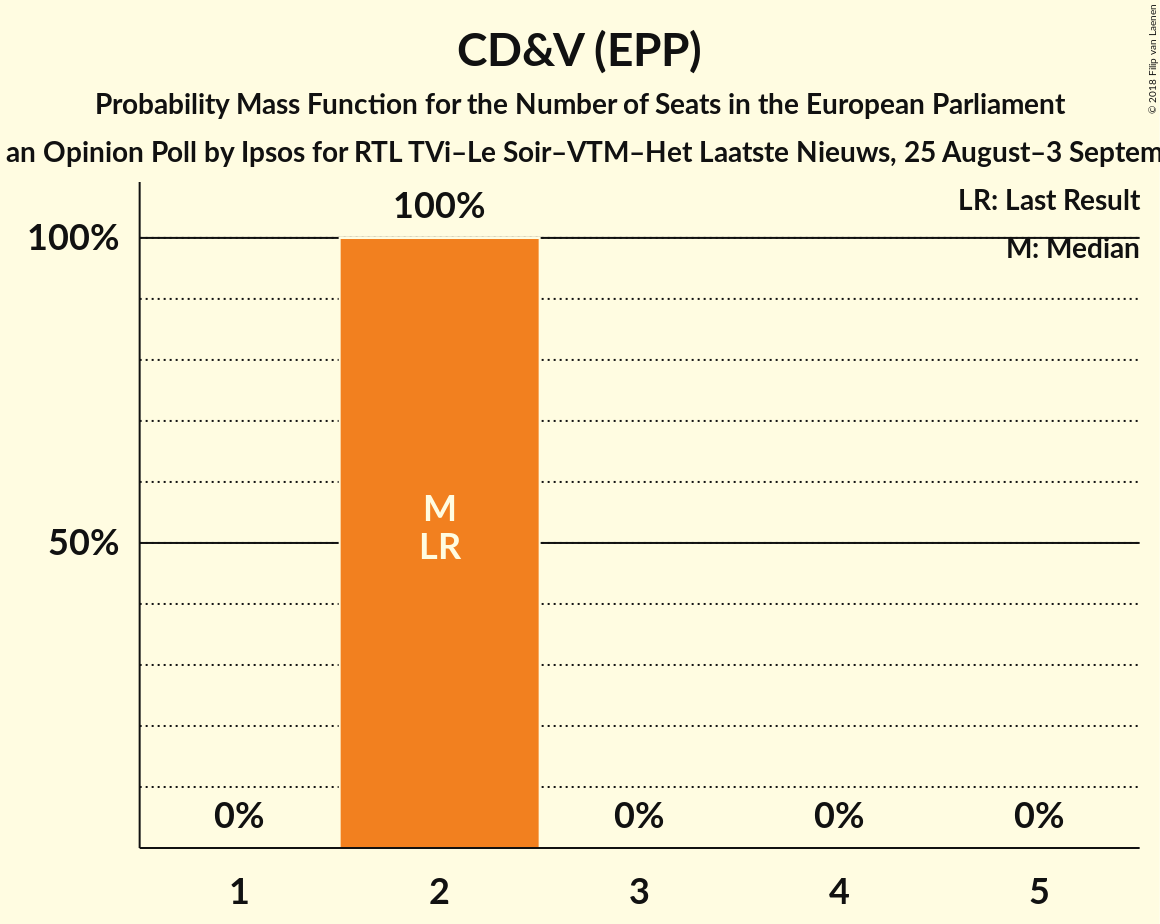 CD&V (EPP)
Probability Mass Function for the Number of Seats in the European Parliament
an Opinion Poll by Ipsos for RTL TVi–Le Soir–VTM–Het Laatste Nieuws, 25 August–3 Septem
© 2018 Filip van Laenen
LR: Last Result
M: Median
100%
100%
50%
M
LR
0%
0%
0%
0%
1
2
3
4
5